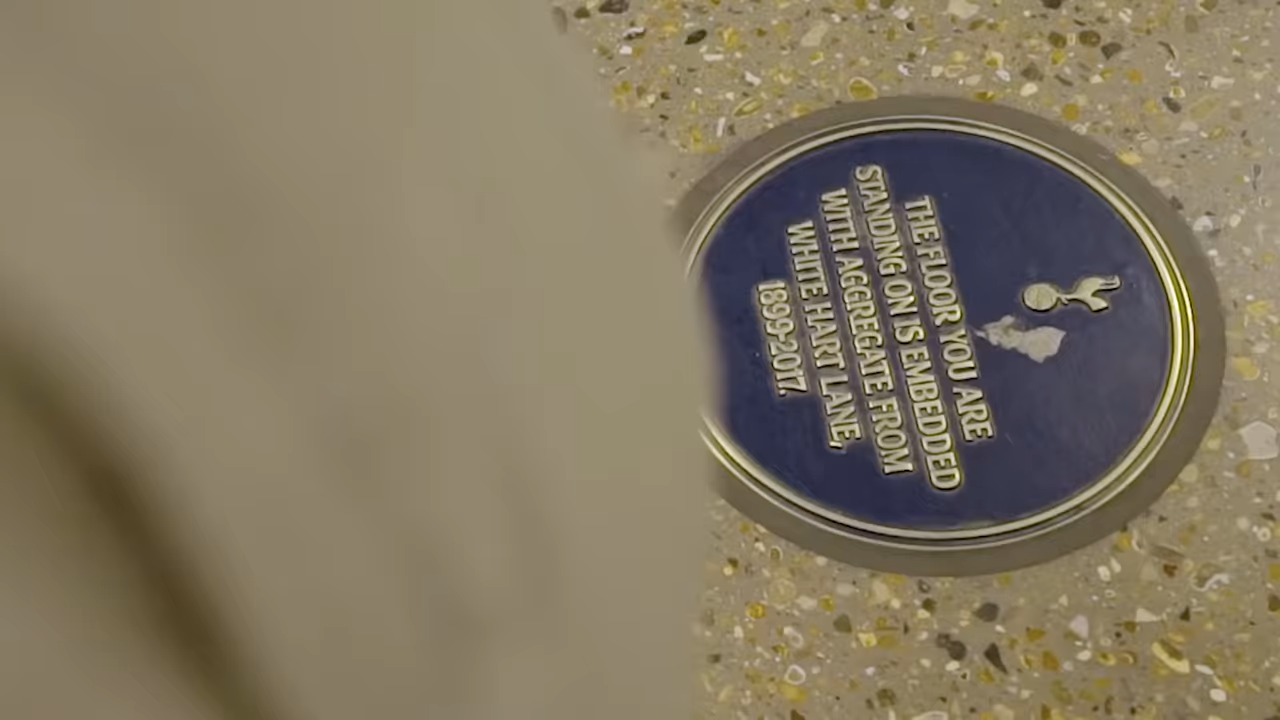 THE FLOOR YOU ARE
STANDING ON IS EMBEDDED
WITH AGGREGATE FROM
WHITE HART LANE,
1899-2017.